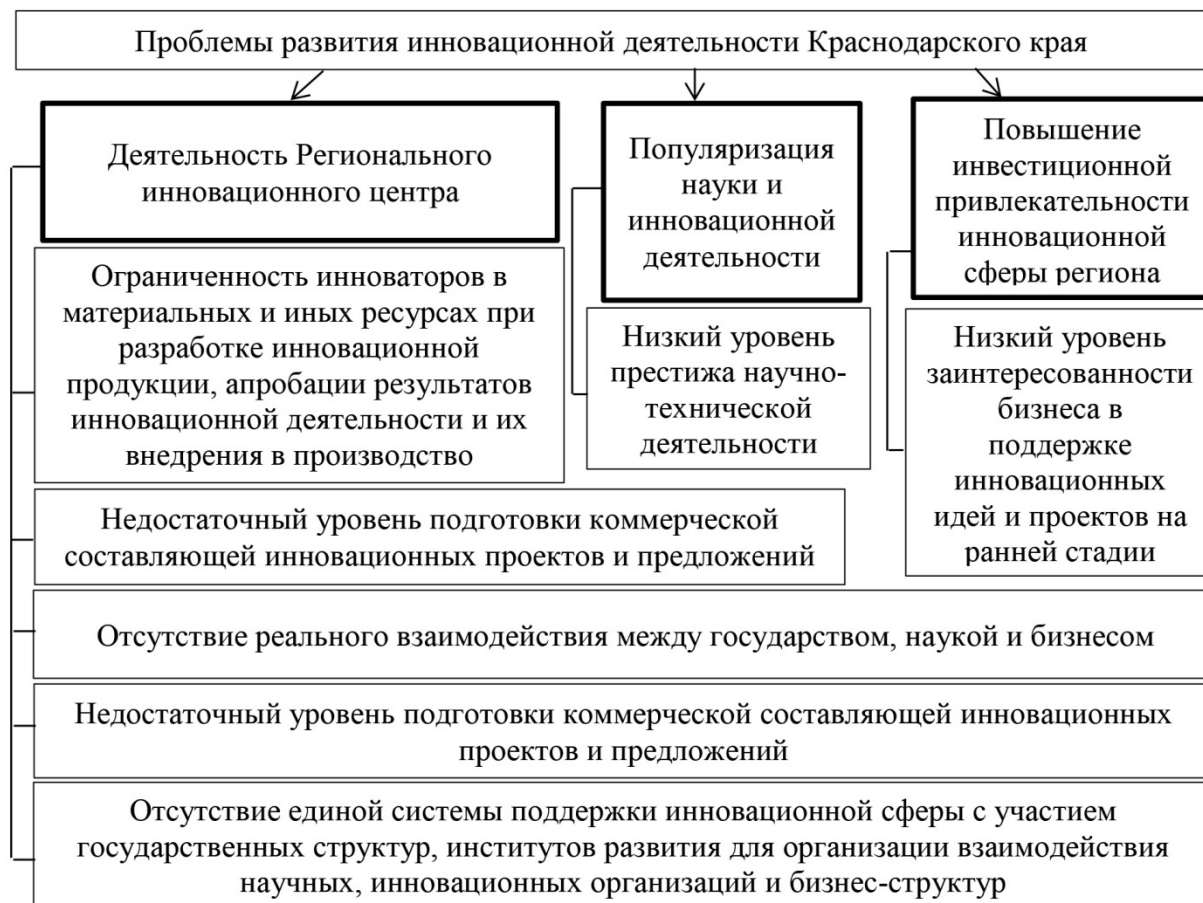 Проблемы развития инновационной деятельности Краснодарского края
Деятельность Регионального
инновационного центра
Популяризация
науки и
инновационной
деятельности
Повышение
инвестиционной
привлекательности
инновационной
сферы региона
Ограниченность инноваторов в
материальных и иных ресурсах при
разработке инновационной
продукции, апробации результатов
инновационной деятельности и их
внедрения в производство
Низкий уровень
престижа научно-
технической
деятельности
Низкий уровень
заинтересованности
бизнеса в
поддержке
инновационных
идей и проектов на
ранней стадии
Недостаточный уровень подготовки коммерческой
составляющей инновационных проектов и предложений
Отсутствие реального взаимодействия между государством, наукой и бизнесом
Недостаточный уровень подготовки коммерческой составляющей инновационных
проектов и предложений
Отсутствие единой системы поддержки инновационной сферы с участием
государственных структур, институтов развития для организации взаимодействия
научных, инновационных организаций и бизнес-структур